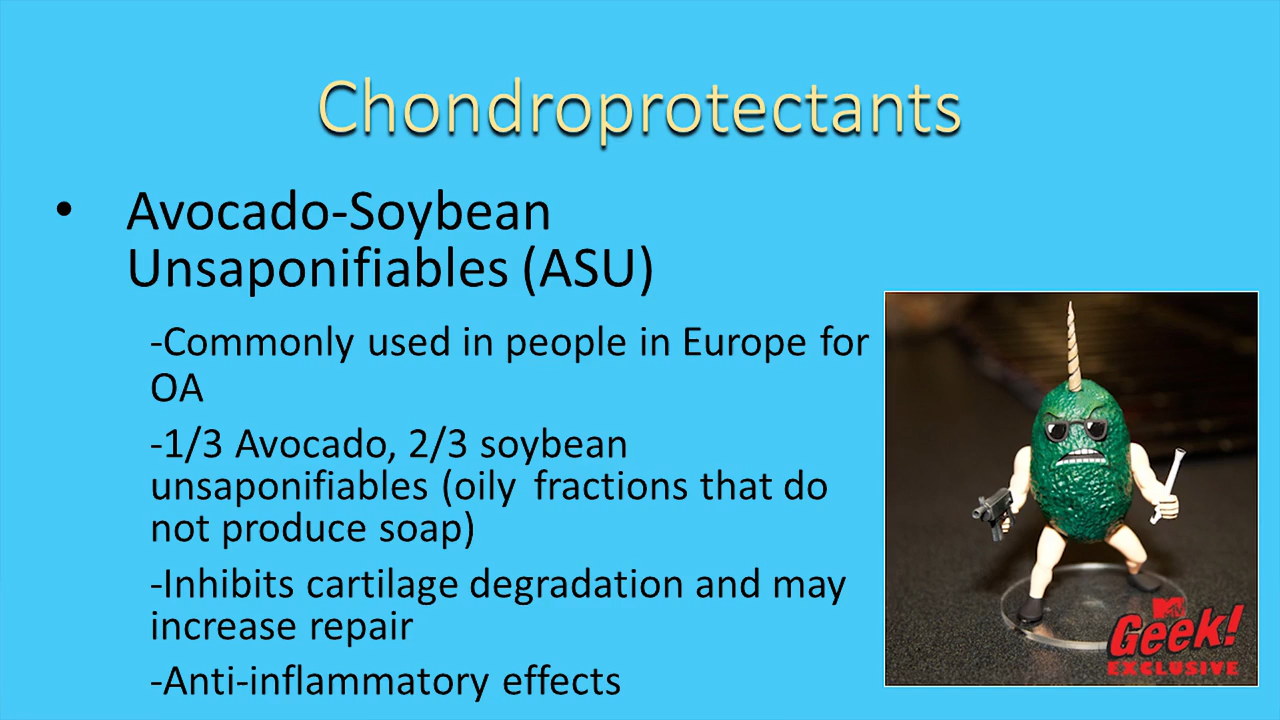 Chondroprotectants
• Avocado-Soybean
Unsaponifiables (ASU)
-Commonly used in people in Europe for
OA
-1/3 Avocado, 2/3 soybean
unsaponifiables (oily fractions that do
not produce soap)
-Inhibits cartilage degradation and may
increase repair
-Anti-inflammatory effects
MTV
Geek!
EXCLUSIVE